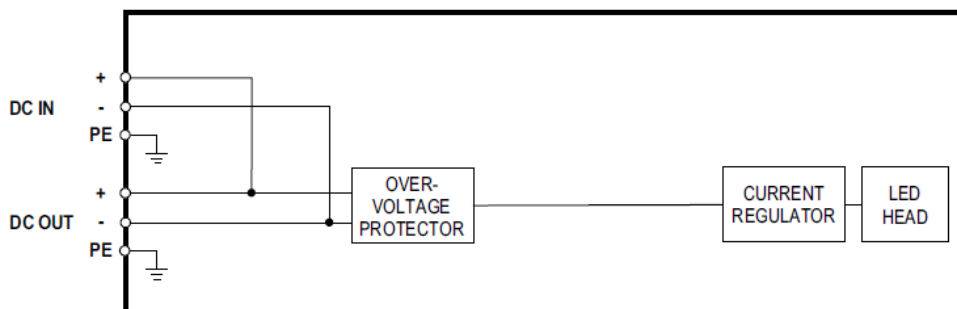 +
DC IN
-
PE
+
DC OUT
-
PE
OVER-
VOLTAGE
PROTECTOR
CURRENT
REGULATOR
LED
HEAD